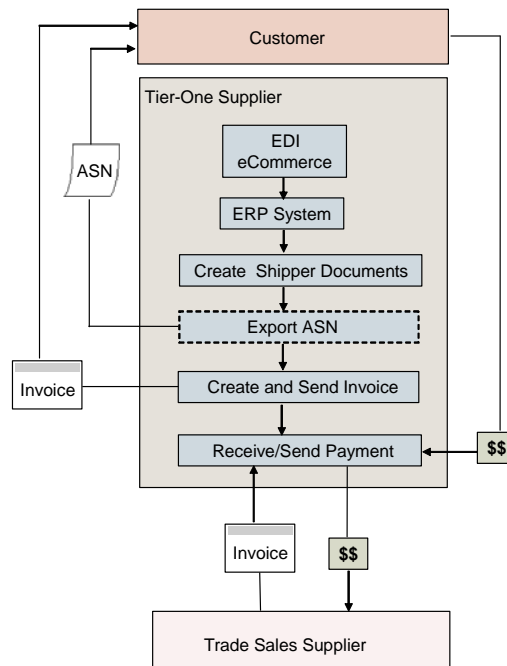 Customer
Tier-One Supplier
EDI
eCommerce
ASN
ERP System
Create Shipper Documents
Export ASN
Invoice
Create and Send Invoice
Receive/Send Payment
$$
Invoice
$$
Trade Sales Supplier